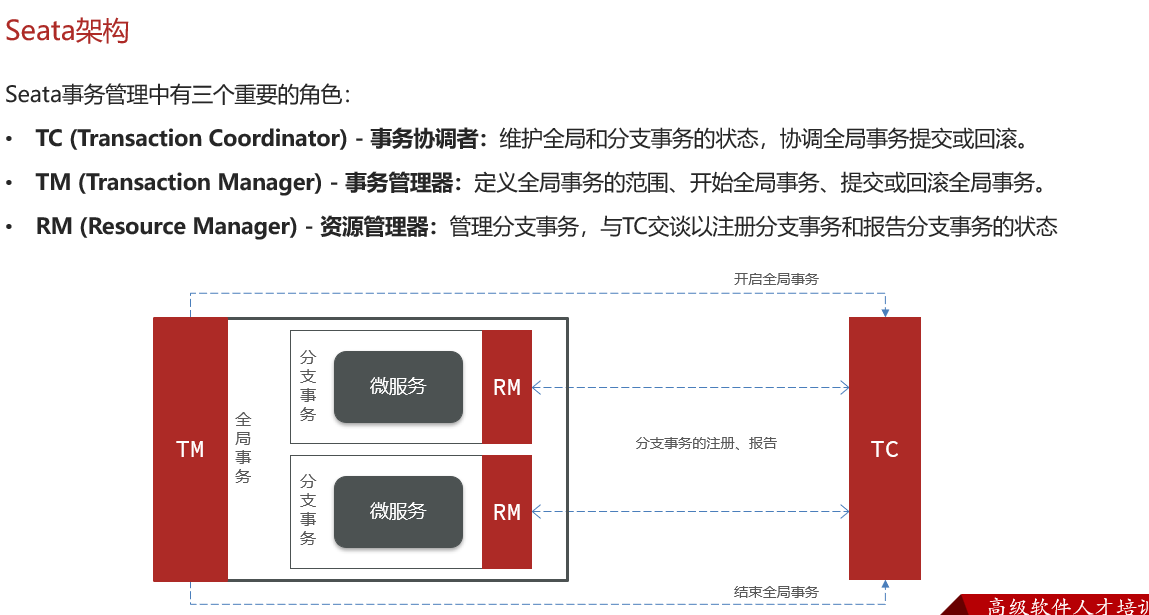 Seata架构
Seata事务管理中有三个重要的角色：
• TC (Transaction Coordinator) - 事务协调者：维护全局和分支事务的状态，协调全局事务提交或回滚。
• TM (Transaction Manager) - 事务管理器：定义全局事务的范围、开始全局事务、提交或回滚全局事务。
• RM (Resource Manager) - 资源管理器：管理分支事务，与TC交谈以注册分支事务和报告分支事务的状态
开启全局事务
TM
全局事务
分支事务
微服务
RM
分支事务
微服务
RM
分支事务的注册、报告
TC
结束全局事务
高级软件人才培训